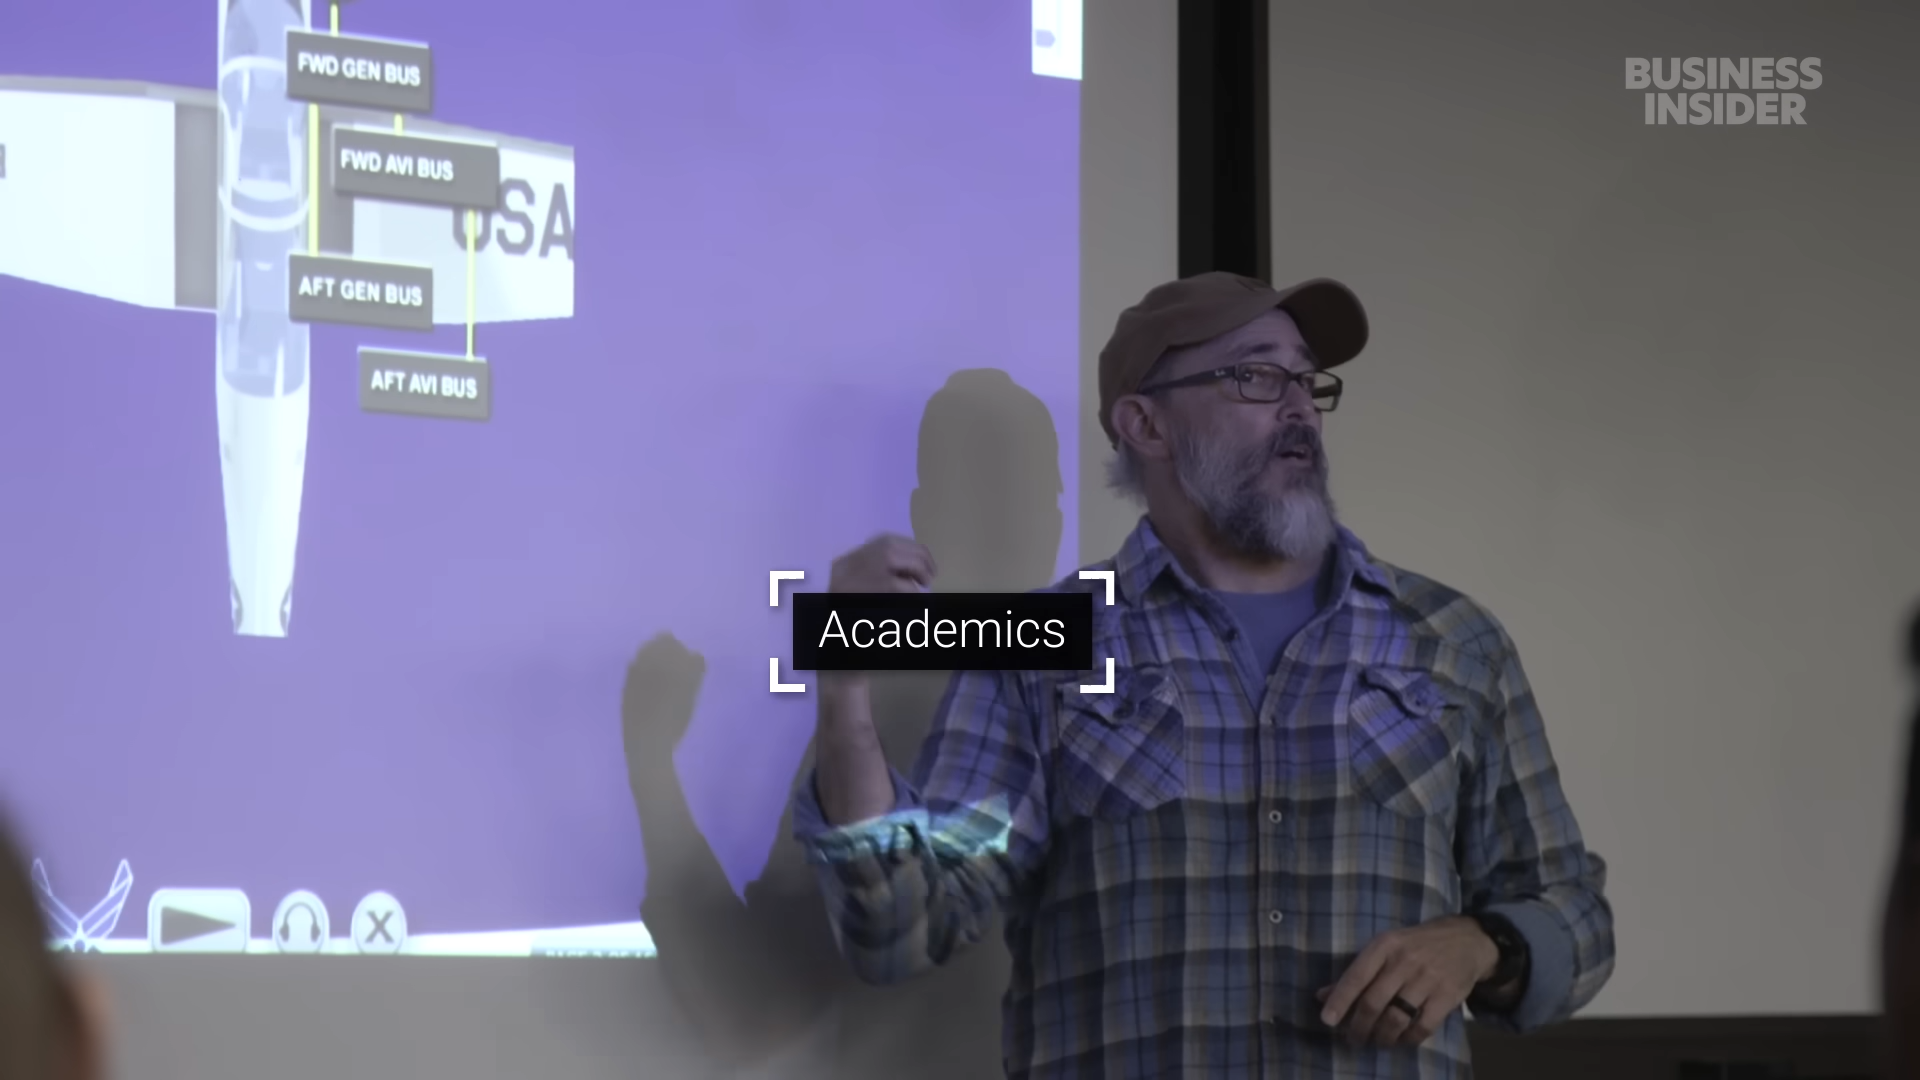 FWD GEN BUS
FWD AVI BUS
USA
AFT GEN BUS
AFT AVI BUS
BUSINESS
INSIDER
Academics
X